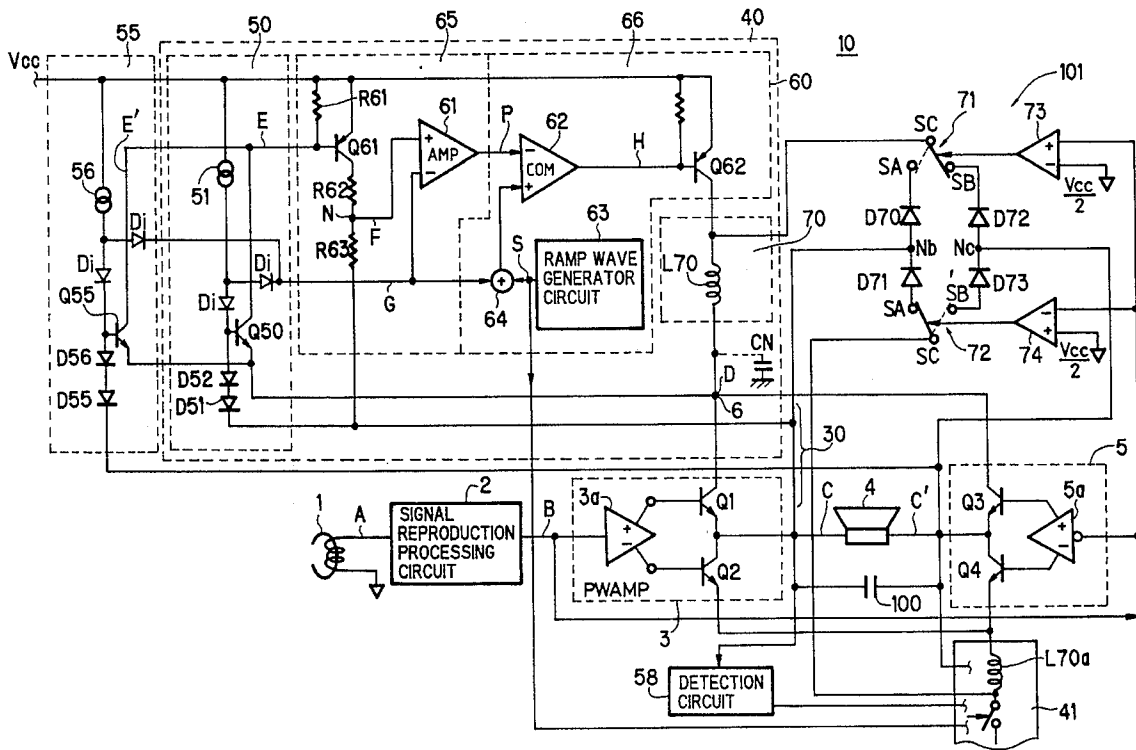 55
50
65
66
40
10
Vcc
60
101
R61
E'
E
61
P
62
71
73
SC
+
AMP
-
-
COM
+
H
Q61
Q62
SA
SB
-
+
Vcc
2
56
51
R62
N
F
R63
Di
Di
Di
Di
S
63
RAMP WAVE
GENERATOR
CIRCUIT
+
64
G
70
L70
D70
D72
Nb
Nc
D71
D73
SA
SB'
SC
72
-
+
74
Vcc
2
Q55
Q50
D56
D55
D52
D51
CN
D
6
30
5
1
A
2
SIGNAL
REPRODUCTION
PROCESSING
CIRCUIT
B
3a
+
-
Q1
Q2
PWAMP
3
C
4
C'
100
Q3
Q4
5a
+
-
58
DETECTION
CIRCUIT
L70a
41